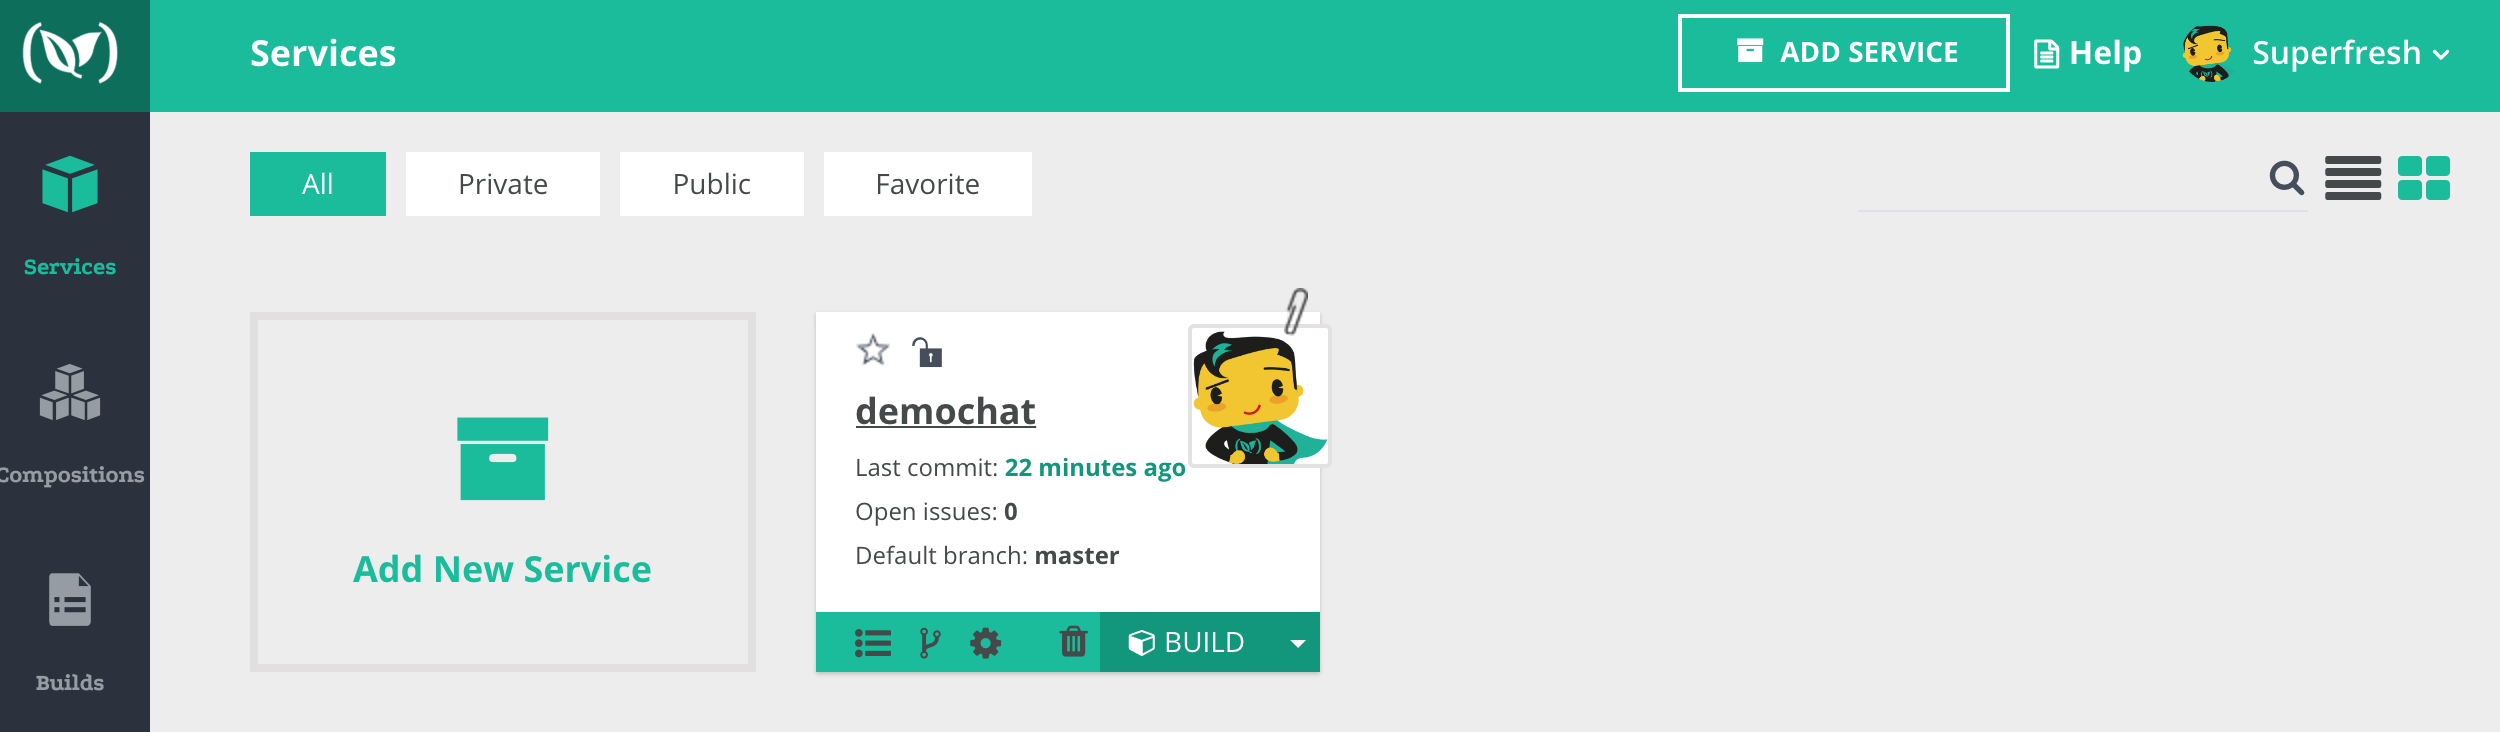 Services
ADD SERVICE
Help
Superfresh
All
Private
Public
Favorite
Services
Compositions
Builds
Add New Service
demochat
Last commit: 22 minutes ago
Open issues: 0
Default branch: master
BUILD